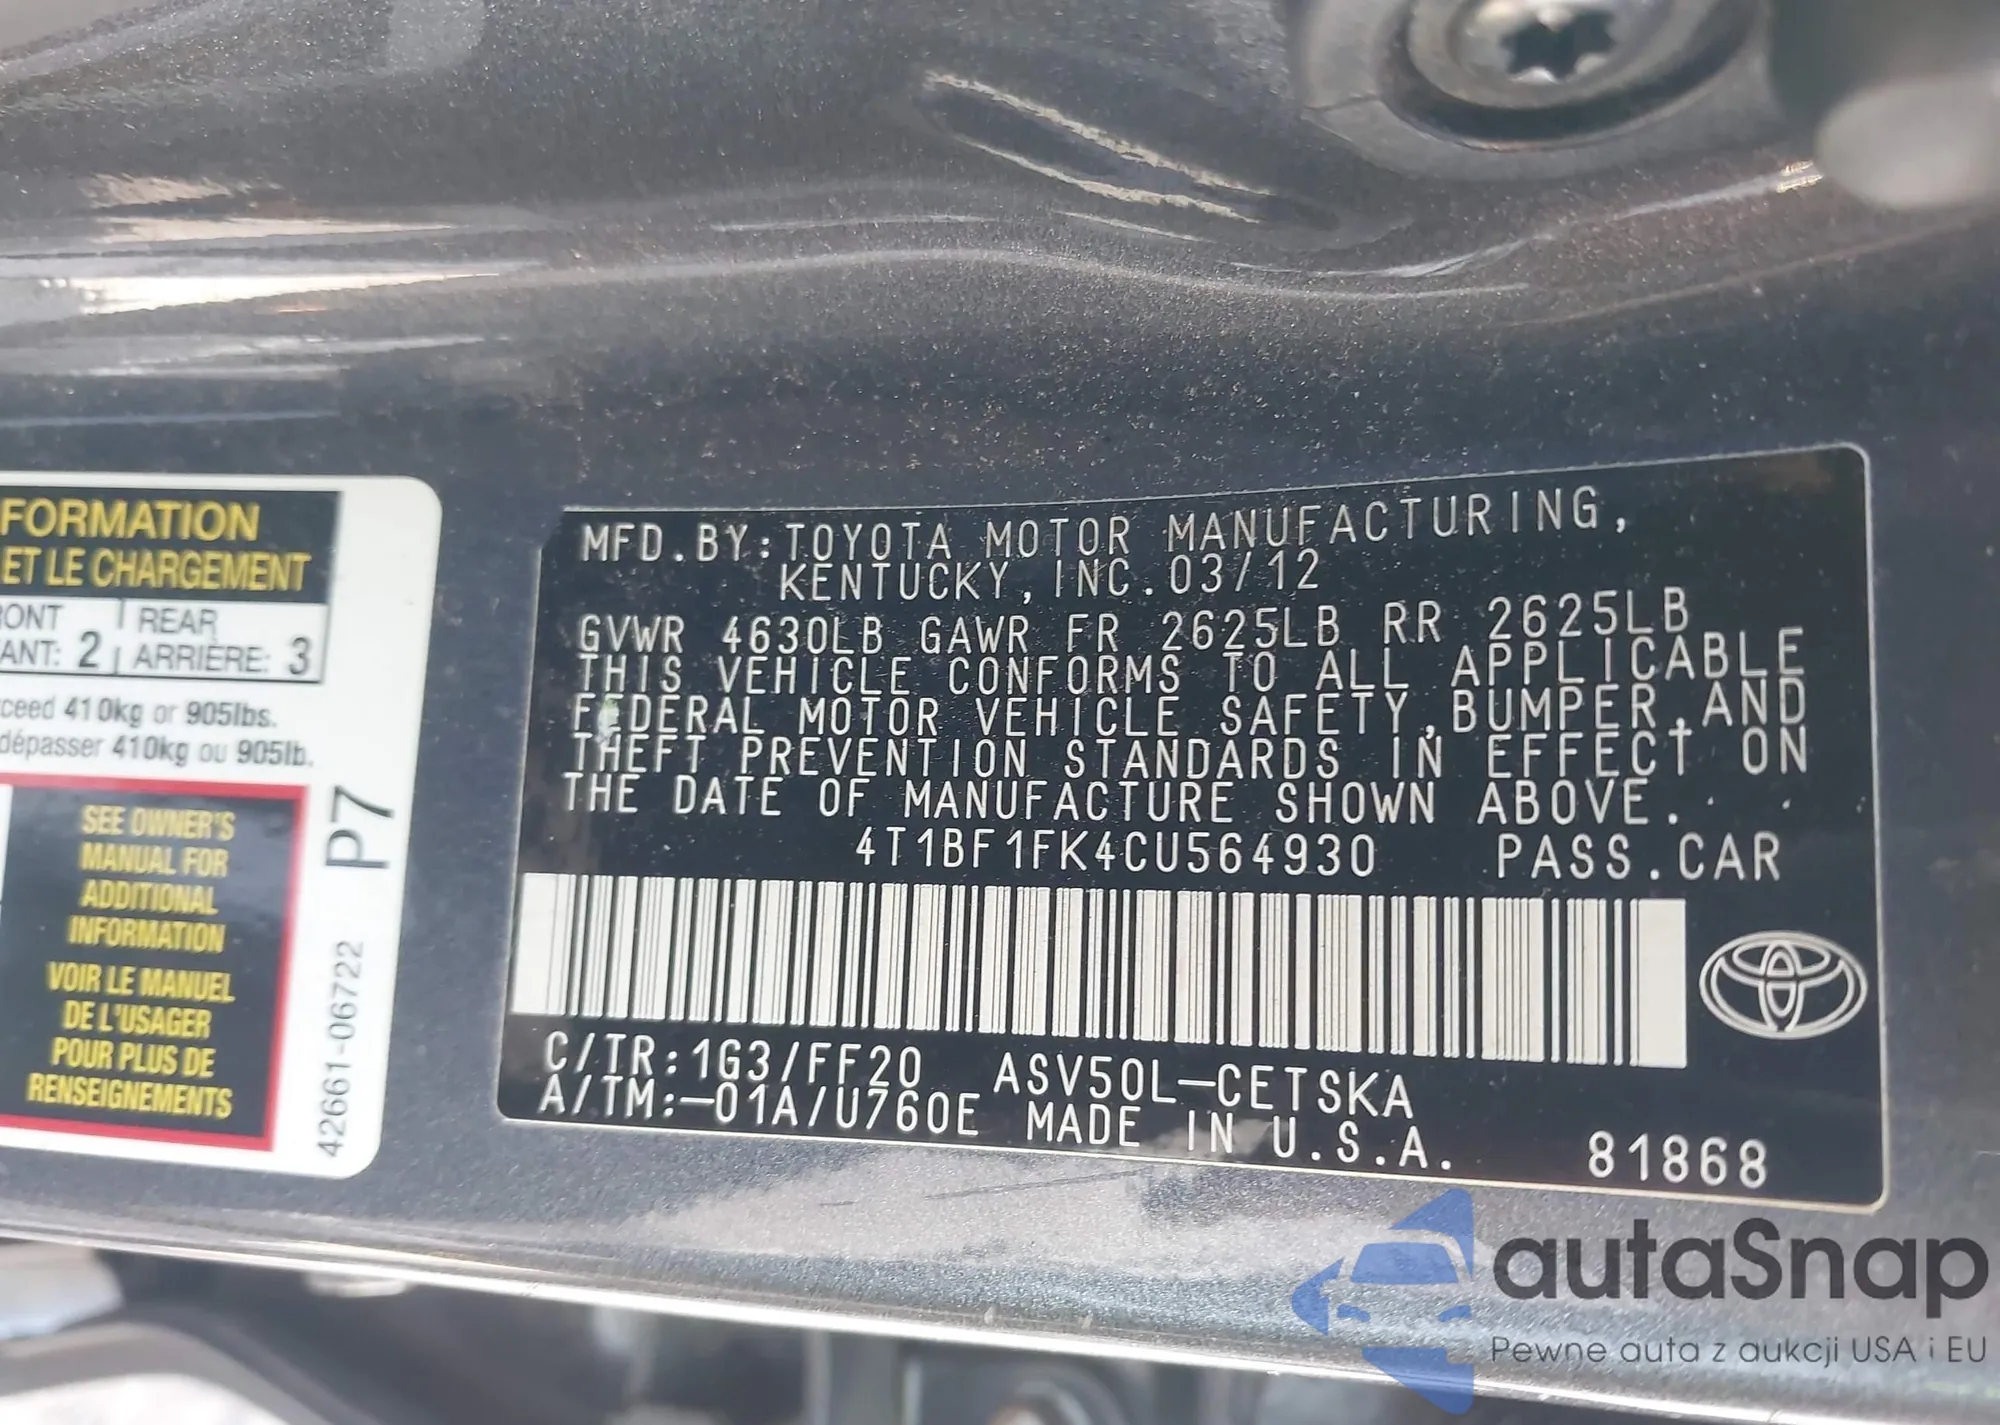 FORMATION
ET LE CHARGEMENT
RONT
REAR
ANT: 2
ARRIÈRE: 3
ceed 410kg or 905lbs.
dépasser 410kg ou 905lb.
SEE OWNER'S
MANUAL FOR
ADDITIONAL
INFORMATION
VOIR LE MANUEL
DE L'USAGER
POUR PLUS DE
RENSEIGNEMENTS
P7
42661-06722
MFD.BY:TOYOTA MOTOR MANUFACTURING,
KENTUCKY,INC.03/12
GVWR 4630LB GAWR FR 2625LB RR 2625LB
THIS VEHICLE CONFORMS TO ALL APPLICABLE
FEDERAL MOTOR VEHICLE SAFETY,BUMPER,AND
THEFT PREVENTION STANDARDS IN EFFECT ON
THE DATE OF MANUFACTURE SHOWN ABOVE.
4T1BF1FK4CU564930 PASS.CAR
C/TR:1G3/FF20 ASV50L-CETSKA
A/TM:-01A/U760E MADE IN U.S.A.
81868
autaSnap
Pewne auta z aukcji USA i EU